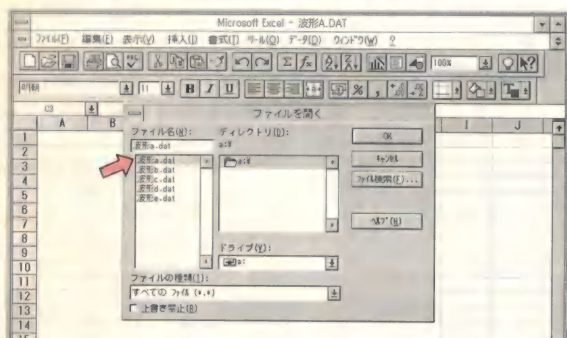 Microsoft Excel - 波形A.DAT
ファイル(F) 編集(E) 表示(V) 挿入(I) 書式(T) ツール(O) データ(D) ウィンドウ(W) ?
100%
11 B I U % ,
C3
ファイルを開く
A B I J
ファイル名(N): ディレクトリ(D):
波形a.dat a:¥
OK
キャンセル
ファイル検索(F)...
ヘルプ(H)
波形a.dat
波形b.dat
波形c.dat
波形d.dat
波形e.dat
a:¥
ドライブ(V):
a:
ファイルの種類(T):
すべての ファイル (*.*)
上書き禁止(R)
1
2
3
4
5
6
7
8
9
10
11
12
13
14